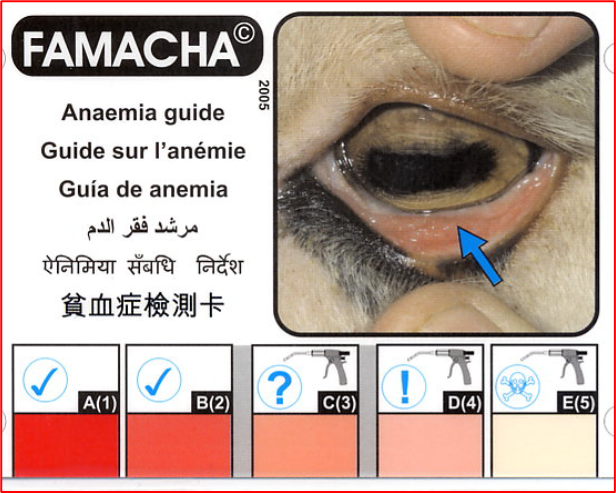 FAMACHA©
2005
Anaemia guide
Guide sur l'anémie
Guía de anemia
مرشد فقر الدم
ऐनिमिया सँबधि निर्देश
貧血症檢測卡
A(1)
B(2)
?
C(3)
!
D(4)
E(5)